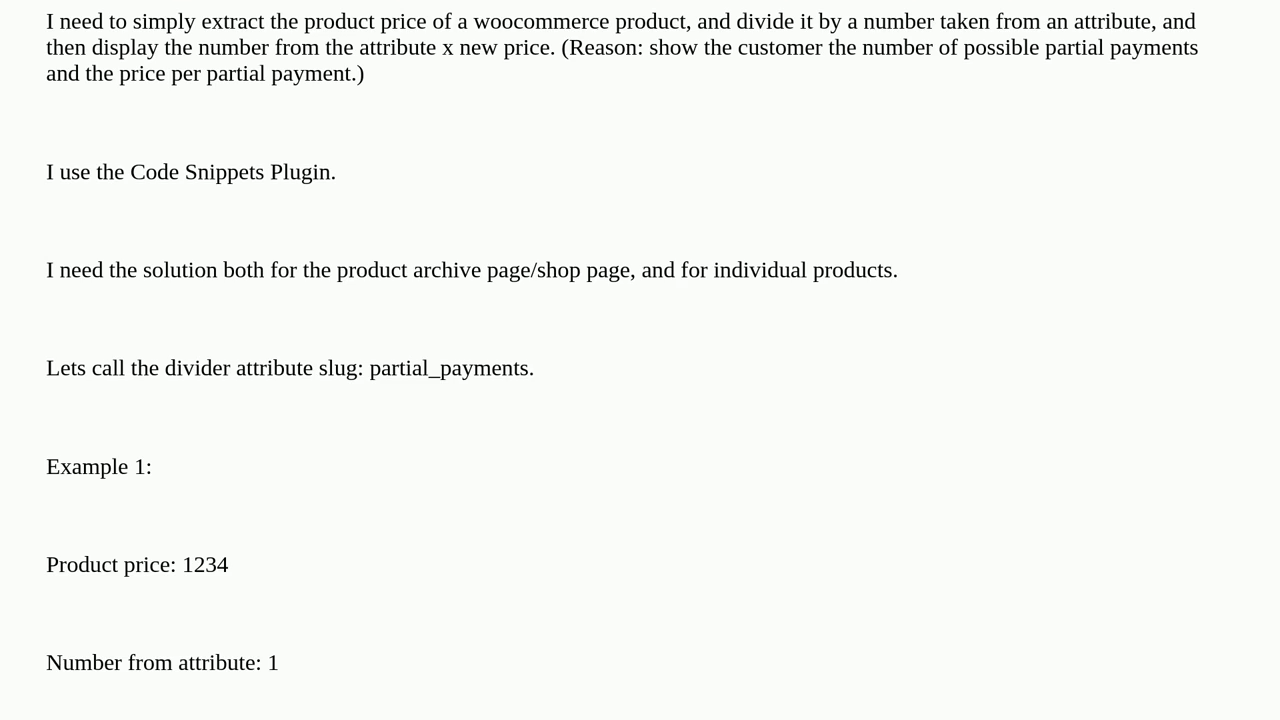 I need to simply extract the product price of a woocommerce product, and divide it by a number taken from an attribute, and
then display the number from the attribute x new price. (Reason: show the customer the number of possible partial payments
and the price per partial payment.)
I use the Code Snippets Plugin.
I need the solution both for the product archive page/shop page, and for individual products.
Lets call the divider attribute slug: partial_payments.
Example 1:
Product price: 1234
Number from attribute: 1